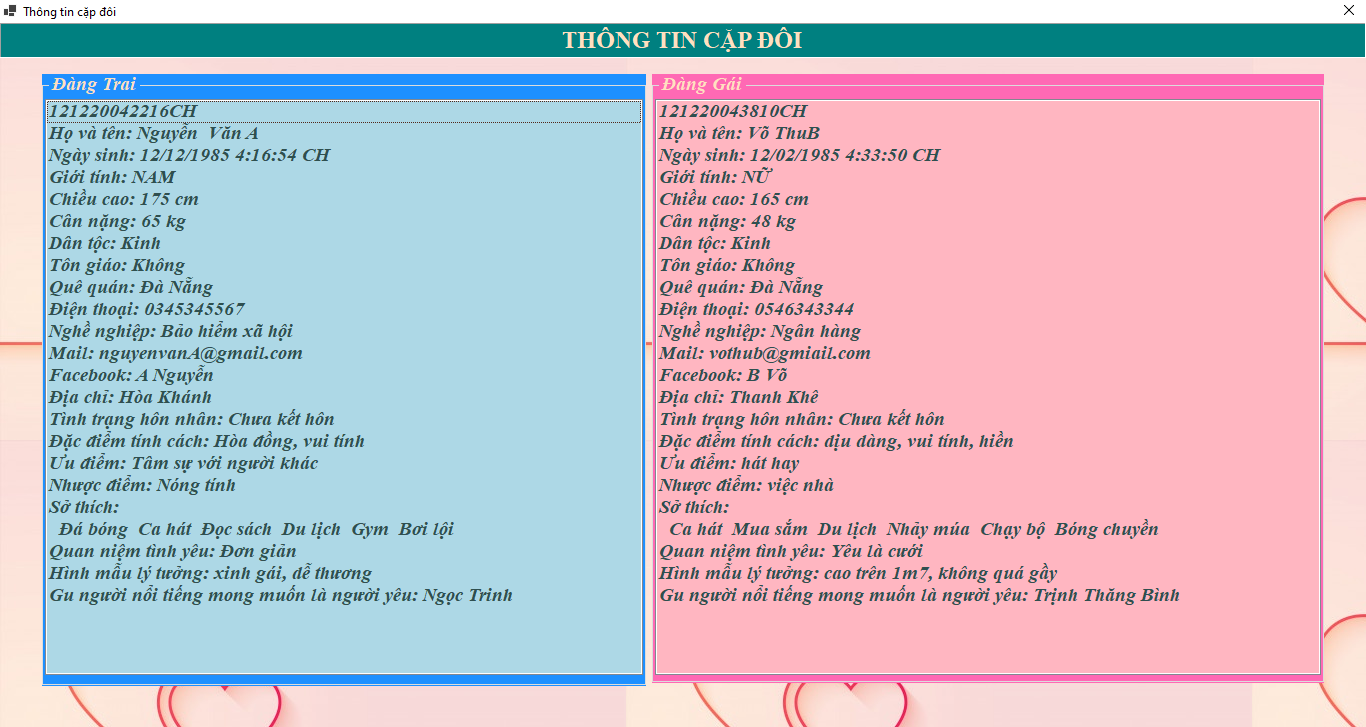 Thông tin cặp đôi
THÔNG TIN CẶP ĐÔI
Đàng Trai
121220042216CH
Họ và tên: Nguyễn  Văn A
Ngày sinh: 12/12/1985 4:16:54 CH
Giới tính: NAM
Chiều cao: 175 cm
Cân nặng: 65 kg
Dân tộc: Kinh
Tôn giáo: Không
Quê quán: Đà Nẵng
Điện thoại: 0345345567
Nghề nghiệp: Bảo hiểm xã hội
Mail: nguyenvanA@gmail.com
Facebook: A Nguyễn
Địa chỉ: Hòa Khánh
Tình trạng hôn nhân: Chưa kết hôn
Đặc điểm tính cách: Hòa đồng, vui tính
Ưu điểm: Tâm sự với người khác
Nhược điểm: Nóng tính
Sở thích:
Đá bóng  Ca hát  Đọc sách  Du lịch  Gym  Bơi lội
Quan niệm tình yêu: Đơn giản
Hình mẫu lý tưởng: xinh gái, dễ thương
Gu người nổi tiếng mong muốn là người yêu: Ngọc Trinh
Đàng Gái
121220043810CH
Họ và tên: Võ ThuB
Ngày sinh: 12/02/1985 4:33:50 CH
Giới tính: NỮ
Chiều cao: 165 cm
Cân nặng: 48 kg
Dân tộc: Kinh
Tôn giáo: Không
Quê quán: Đà Nẵng
Điện thoại: 0546343344
Nghề nghiệp: Ngân hàng
Mail: vothub@gmiail.com
Facebook: B Võ
Địa chỉ: Thanh Khê
Tình trạng hôn nhân: Chưa kết hôn
Đặc điểm tính cách: dịu dàng, vui tính, hiền
Ưu điểm: hát hay
Nhược điểm: việc nhà
Sở thích:
Ca hát  Mua sắm  Du lịch  Nhảy múa  Chạy bộ  Bóng chuyền
Quan niệm tình yêu: Yêu là cưới
Hình mẫu lý tưởng: cao trên 1m7, không quá gầy
Gu người nổi tiếng mong muốn là người yêu: Trịnh Thăng Bình